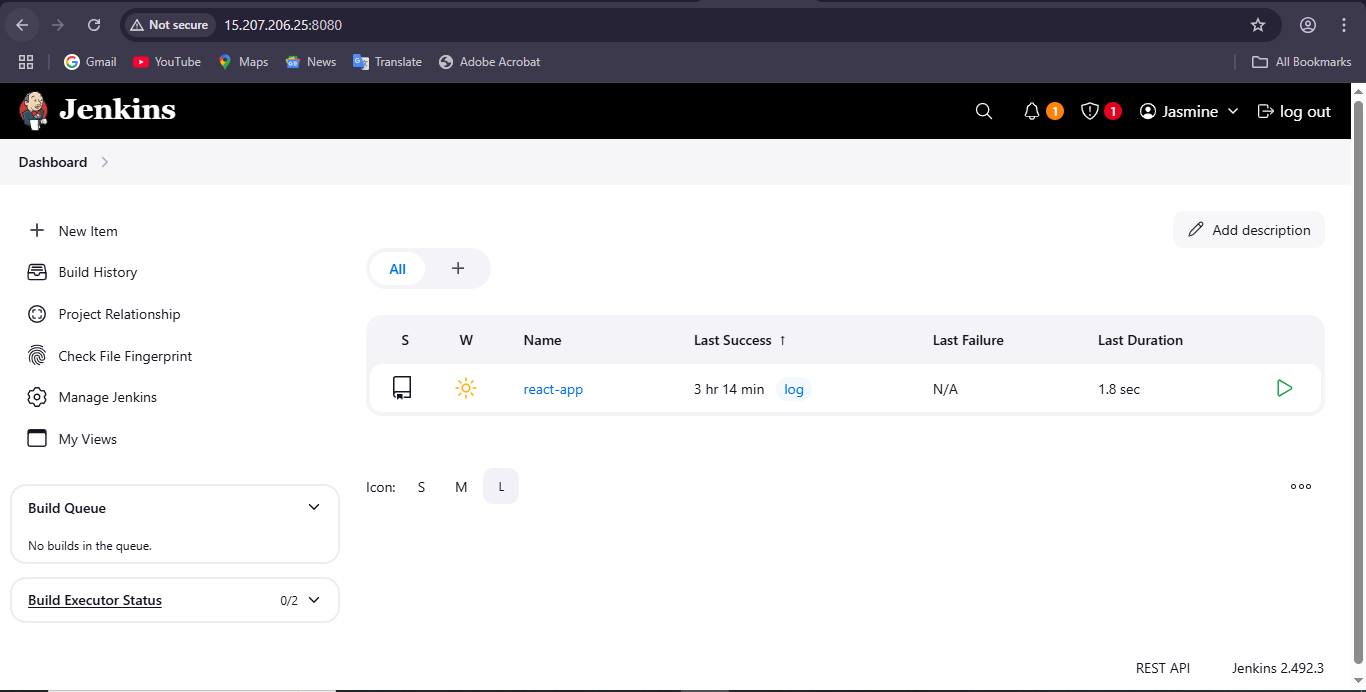 Not secure 15.207.206.25:8080
Gmail YouTube Maps News Translate Adobe Acrobat All Bookmarks
Jenkins 1 1 Jasmine log out
Dashboard
New Item
Add description
Build History
All +
Project Relationship
Check File Fingerprint
Manage Jenkins
My Views
S W Name Last Success ↑ Last Failure Last Duration
react-app 3 hr 14 min log N/A 1.8 sec
Icon: S M L
Build Queue
No builds in the queue.
Build Executor Status 0/2
REST API Jenkins 2.492.3